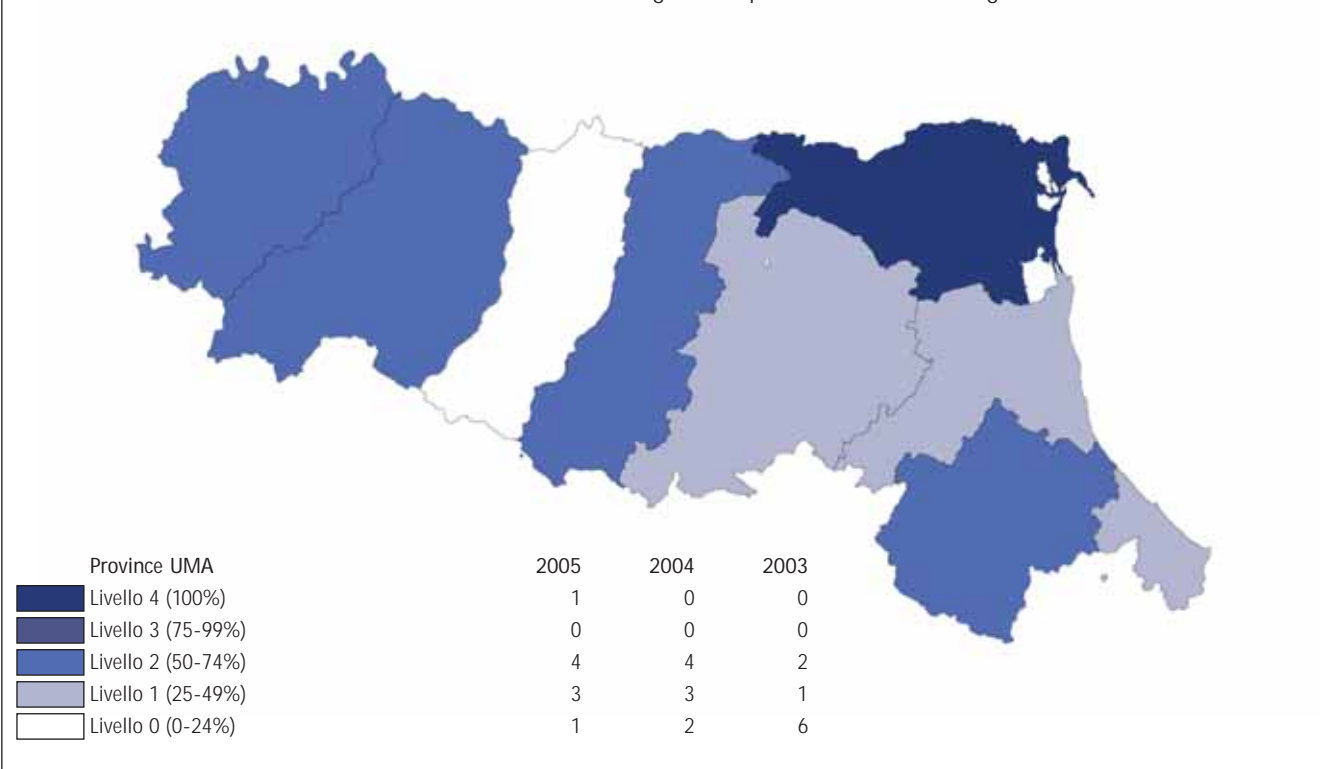 Province UMA 2005 2004 2003
Livello 4 (100%) 1 0 0
Livello 3 (75-99%) 0 0 0
Livello 2 (50-74%) 4 4 2
Livello 1 (25-49%) 3 3 1
Livello 0 (0-24%) 1 2 6